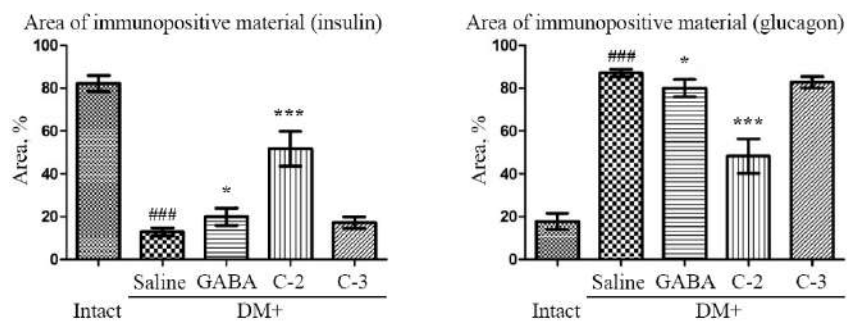 Area of immunopositive material (insulin)
100
80
60
40
20
0
Area, %
###
*
***
Saline GABA C-2 C-3
Intact DM+
Area of immunopositive material (glucagon)
100
80
60
40
20
0
Area, %
###
*
***
Saline GABA C-2 C-3
Intact DM+